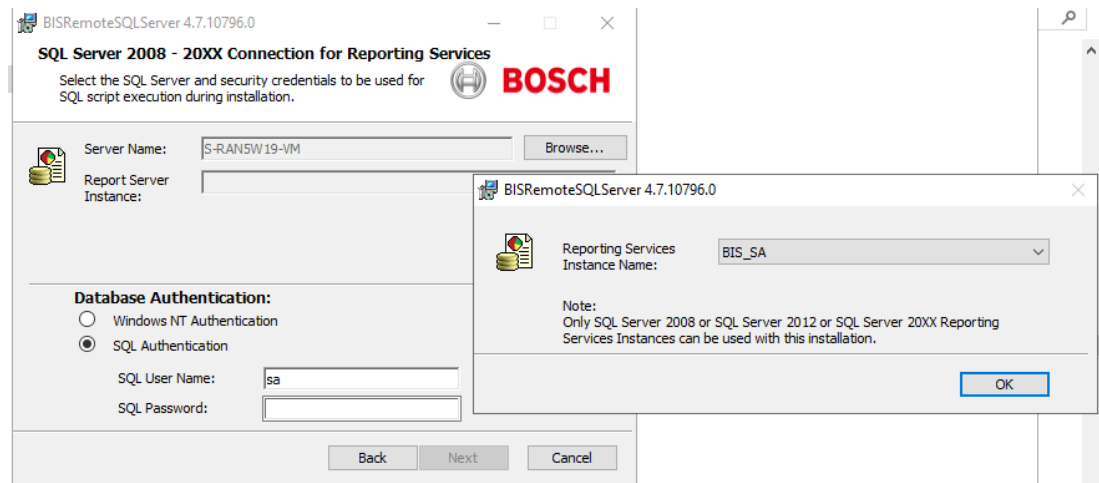 BISRemoteSQLServer 4.7.10796.0
SQL Server 2008 - 20XX Connection for Reporting Services
Select the SQL Server and security credentials to be used for
SQL script execution during installation.
BOSCH
Server Name:
S-RAN5W19-VM
Browse...
Report Server
Instance:
Database Authentication:
Windows NT Authentication
SQL Authentication
SQL User Name:
sa
SQL Password:
Back
Next
Cancel
BISRemoteSQLServer 4.7.10796.0
Reporting Services
Instance Name:
BIS_SA
Note:
Only SQL Server 2008 or SQL Server 2012 or SQL Server 20XX Reporting
Services Instances can be used with this installation.
OK